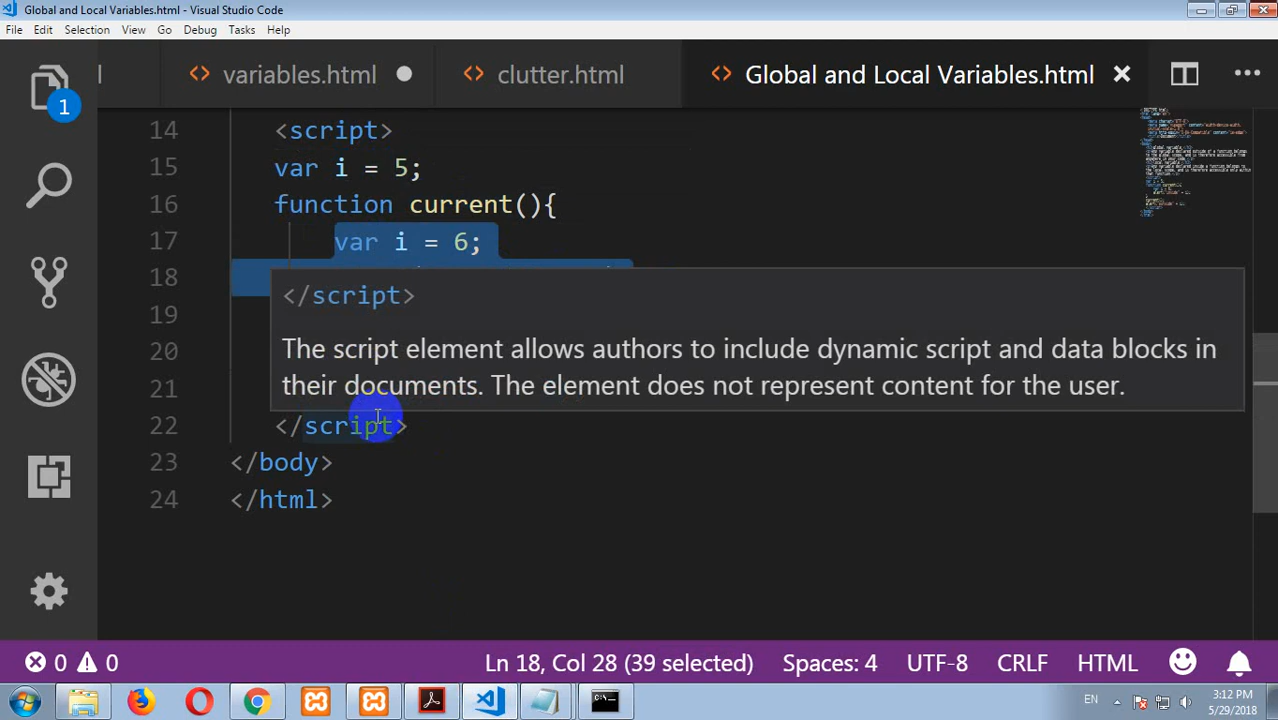 Global and Local Variables.html - Visual Studio Code
File Edit Selection View Go Debug Tasks Help
variables.html clutter.html Global and Local Variables.html
1
14 <script>
15 var i = 5;
16 function current(){
17 var i = 6;
18
</script>
19
The script element allows authors to include dynamic script and data blocks in
20
their documents. The element does not represent content for the user.
21
22 </script>
23 </body>
24 </html>
0 0 Ln 18, Col 28 (39 selected) Spaces: 4 UTF-8 CRLF HTML
EN 3:12 PM
5/29/2018